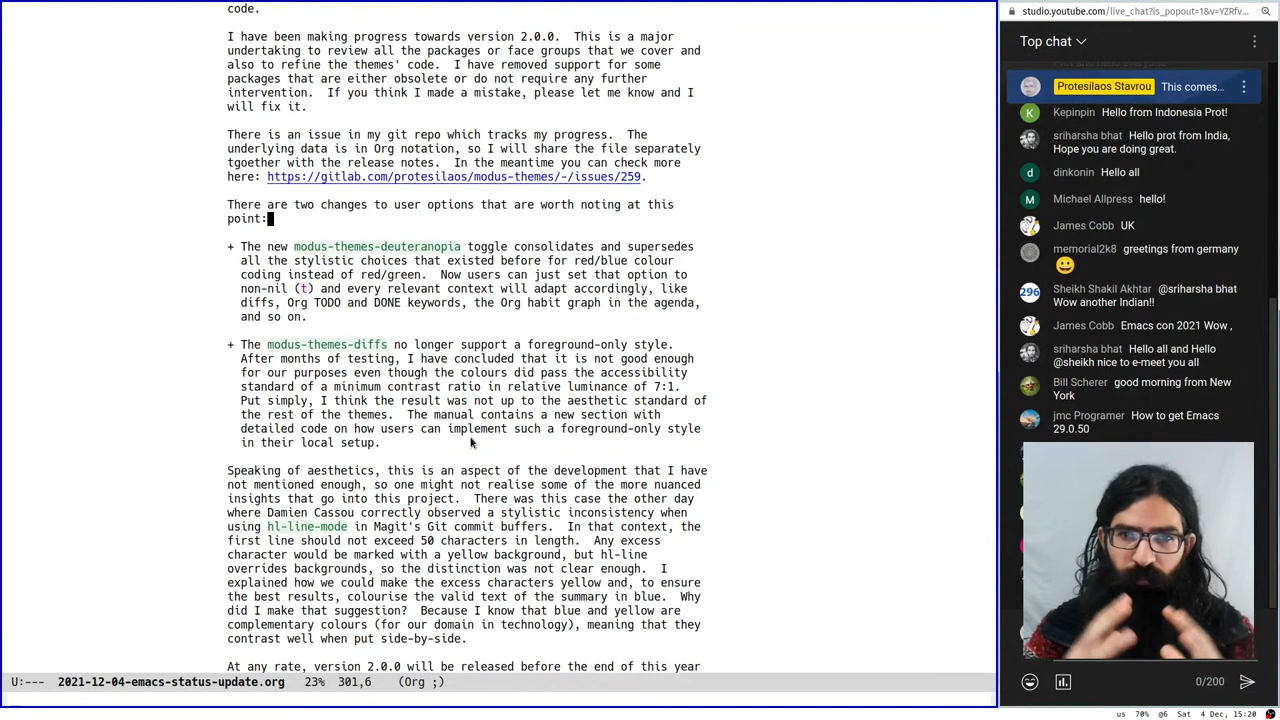 code.
I have been making progress towards version 2.0.0.  This is a major
undertaking to review all the packages or face groups that we cover and
also to refine the themes' code.  I have removed support for some
packages that are either obsolete or do not require any further
intervention.  If you think I made a mistake, please let me know and I
will fix it.
There is an issue in my git repo which tracks my progress.  The
underlying data is in Org notation, so I will share the file separately
tgoether with the release notes.  In the meantime you can check more
here: https://gitlab.com/protesilaos/modus-themes/-/issues/259.
There are two changes to user options that are worth noting at this
point:
+ The new modus-themes-deuteranopia toggle consolidates and supersedes
all the stylistic choices that existed before for red/blue colour
coding instead of red/green.  Now users can just set that option to
non-nil (t) and every relevant context will adapt accordingly, like
diffs, Org TODO and DONE keywords, the Org habit graph in the agenda,
and so on.
+ The modus-themes-diffs no longer support a foreground-only style.
After months of testing, I have concluded that it is not good enough
for our purposes even though the colours did pass the accessibility
standard of a minimum contrast ratio in relative luminance of 7:1.
Put simply, I think the result was not up to the aesthetic standard of
the rest of the themes.  The manual contains a new section with
detailed code on how users can implement such a foreground-only style
in their local setup.
Speaking of aesthetics, this is an aspect of the development that I have
not mentioned enough, so one might not realise some of the more nuanced
insights that go into this project.  There was this case the other day
where Damien Cassou correctly observed a stylistic inconsistency when
using hl-line-mode in Magit's Git commit buffers.  In that context, the
first line should not exceed 50 characters in length.  Any excess
character would be marked with a yellow background, but hl-line
overrides backgrounds, so the distinction was not clear enough.  I
explained how we could make the excess characters yellow and, to ensure
the best results, colourise the valid text of the summary in blue.  Why
did I make that suggestion?  Because I know that blue and yellow are
complementary colours (for our domain in technology), meaning that they
contrast well when put side-by-side.
At any rate, version 2.0.0 will be released before the end of this year
U:---  2021-12-04-emacs-status-update.org   23%  301,6   (Org ;)
studio.youtube.com/live_chat?is_popout=1&v=YZRfv...
Top chat
Protesilaos Stavrou This comes...
K Kepinpin Hello from Indonesia Prot!
sriharsha bhat Hello prot from India,
Hope you are doing great.
d dinkonin Hello all
M Michael Allpress hello!
James Cobb UK
memorial2k8 greetings from germany
😀
296 Sheikh Shakil Akhtar @sriharsha bhat
Wow another Indian!!
James Cobb Emacs con 2021 Wow ,
sriharsha bhat Hello all and Hello
@sheikh nice to e-meet you all
Bill Scherer good morning from New
York
jmc Programer How to get Emacs
29.0.50
0/200
us 70% @6 Sat 4 Dec, 15:20